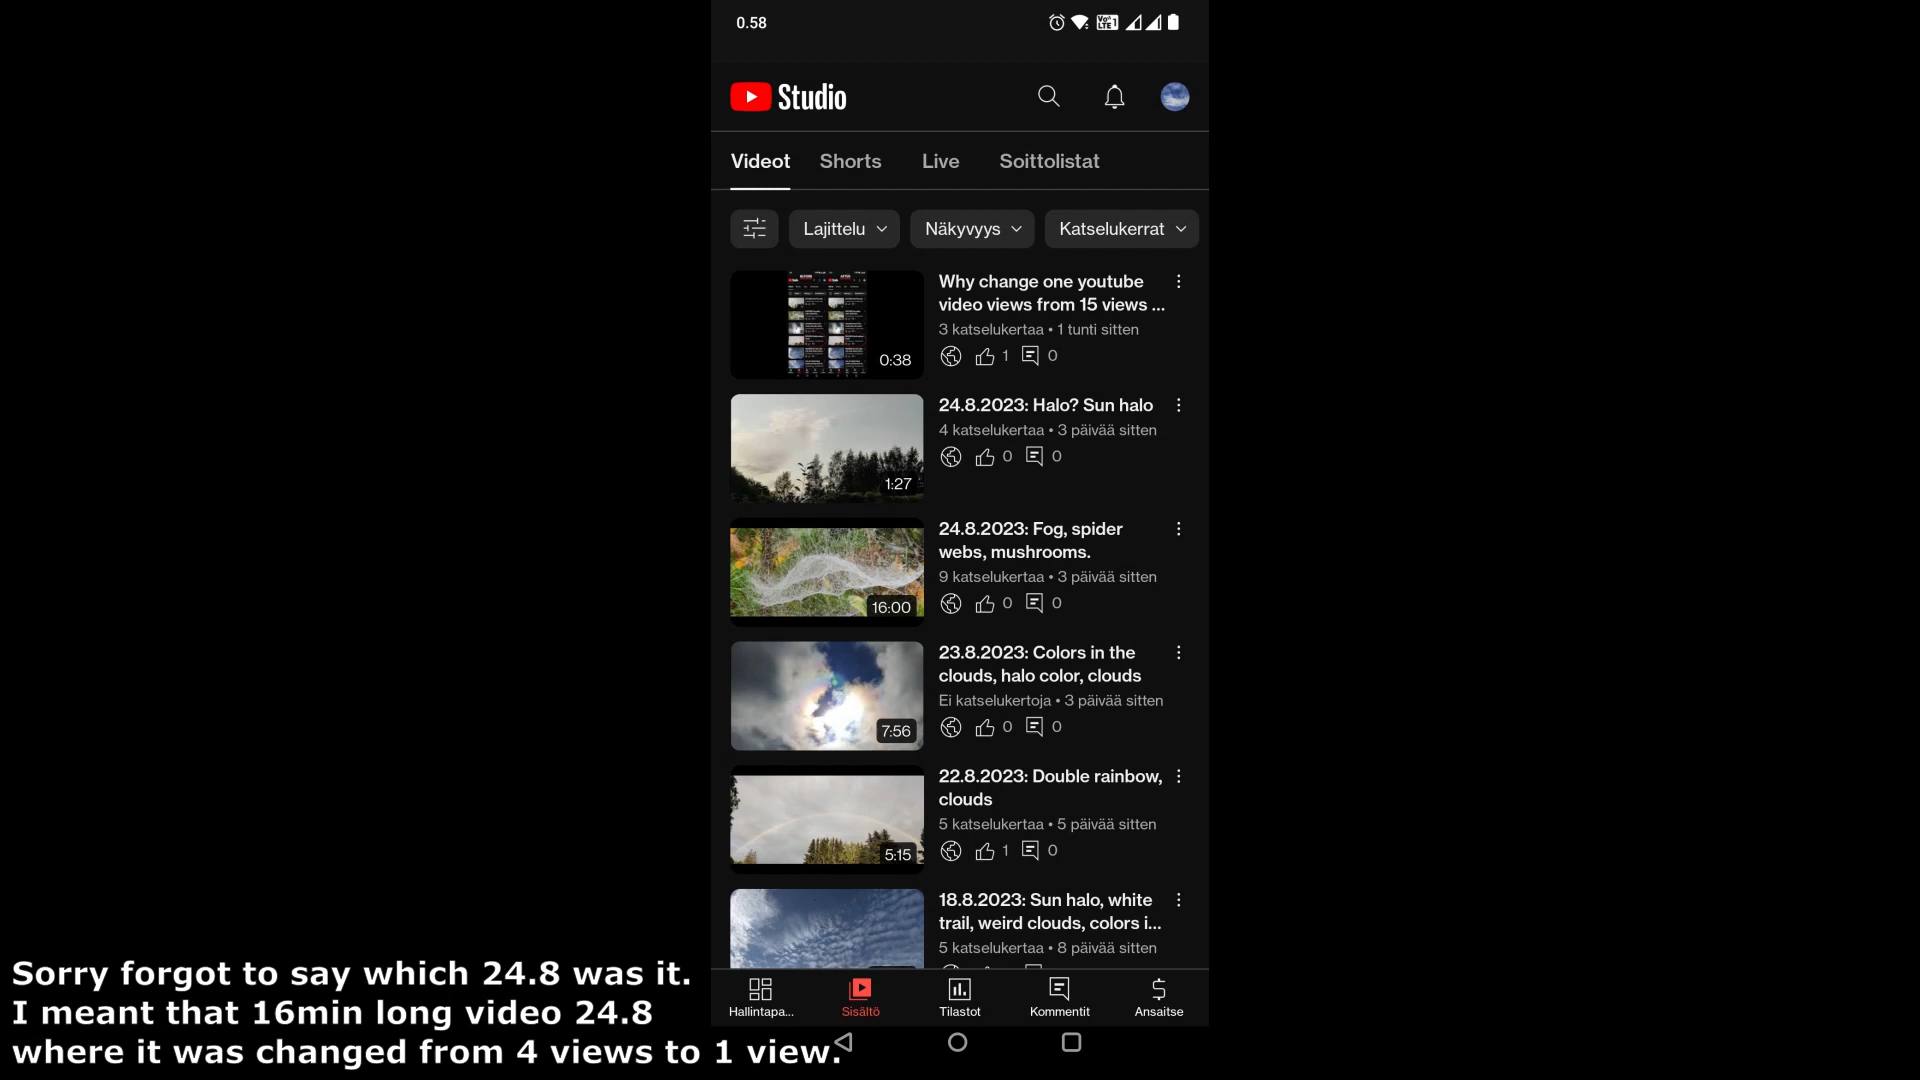 0.58
Studio
Videot Shorts Live Soittolistat
Lajittelu Näkyvyys Katselukerrat
Why change one youtube
video views from 15 views ...
3 katselukertaa • 1 tunti sitten
1 0
0:38
24.8.2023: Halo? Sun halo
4 katselukertaa • 3 päivää sitten
0 0
1:27
24.8.2023: Fog, spider
webs, mushrooms.
9 katselukertaa • 3 päivää sitten
0 0
16:00
23.8.2023: Colors in the
clouds, halo color, clouds
Ei katselukertoja • 3 päivää sitten
0 0
7:56
22.8.2023: Double rainbow,
clouds
5 katselukertaa • 5 päivää sitten
1 0
5:15
18.8.2023: Sun halo, white
trail, weird clouds, colors i...
5 katselukertaa • 8 päivää sitten
Hallintapa... Sisältö Tilastot Kommentit Ansaitse
Sorry forgot to say which 24.8 was it.
I meant that 16min long video 24.8
where it was changed from 4 views to 1 view.